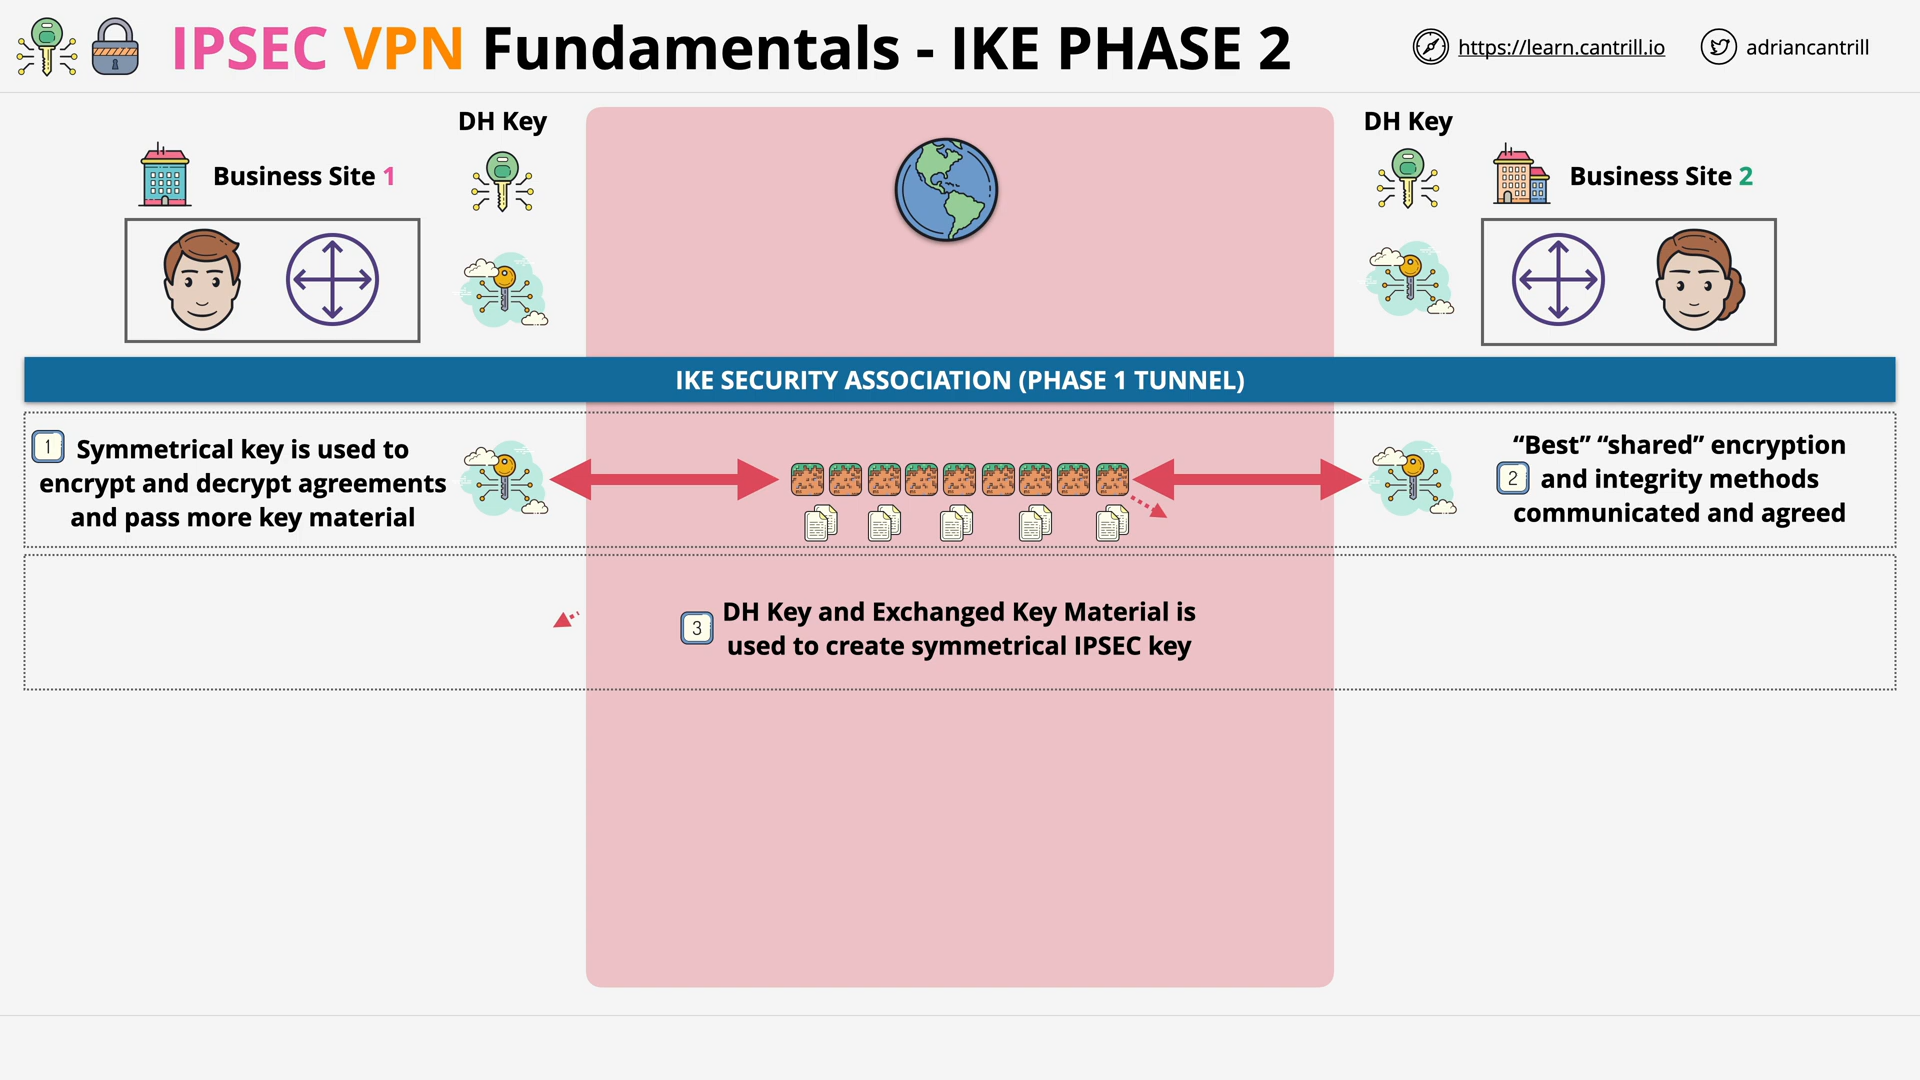 IPSEC VPN Fundamentals - IKE PHASE 2
https://learn.cantrill.io
adriancantrill
DH Key
DH Key
Business Site 1
Business Site 2
IKE SECURITY ASSOCIATION (PHASE 1 TUNNEL)
1
Symmetrical key is used to
encrypt and decrypt agreements
and pass more key material
“Best” “shared” encryption
2 and integrity methods
communicated and agreed
3
DH Key and Exchanged Key Material is
used to create symmetrical IPSEC key